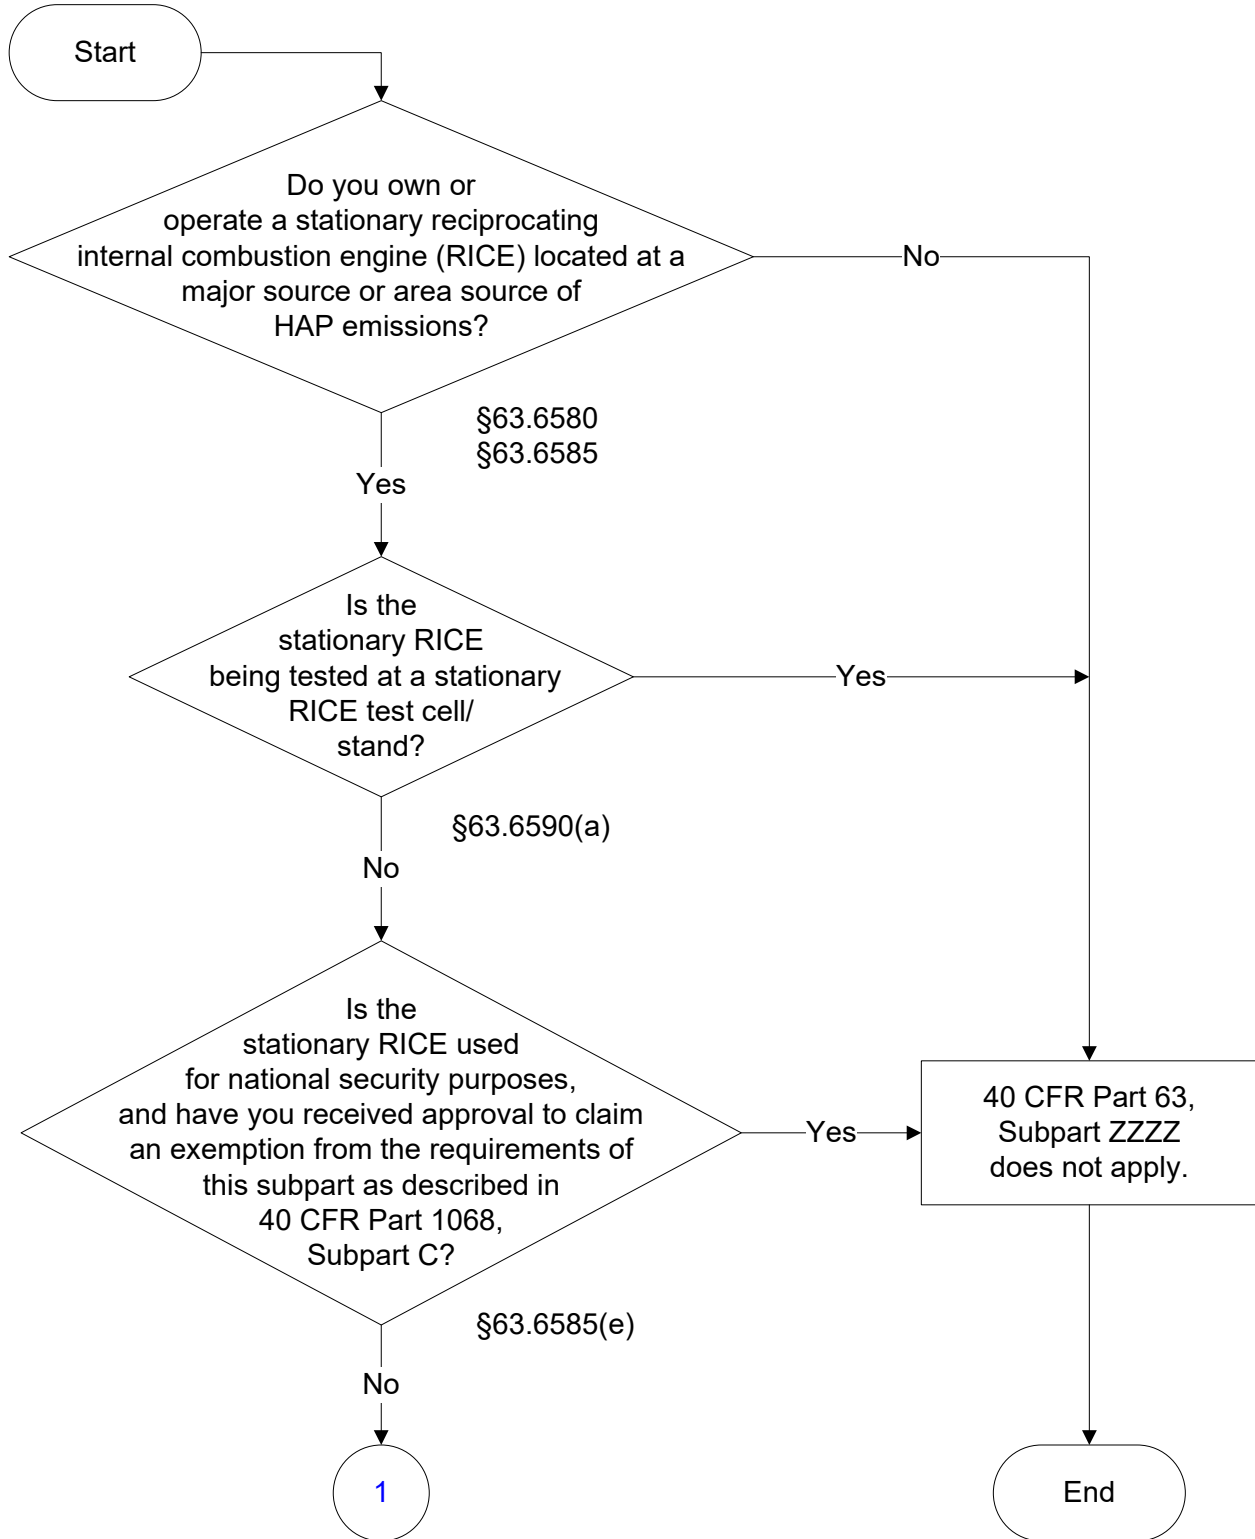 Start
Do you own or
operate a stationary reciprocating
internal combustion engine (RICE) located at a
major source or area source of
HAP emissions?
No
§63.6580
§63.6585
Yes
Is the
stationary RICE
being tested at a stationary
RICE test cell/
stand?
Yes
§63.6590(a)
No
Is the
stationary RICE used
for national security purposes,
and have you received approval to claim
an exemption from the requirements of
this subpart as described in
40 CFR Part 1068,
Subpart C?
Yes
40 CFR Part 63,
Subpart ZZZZ
does not apply.
§63.6585(e)
No
1
End